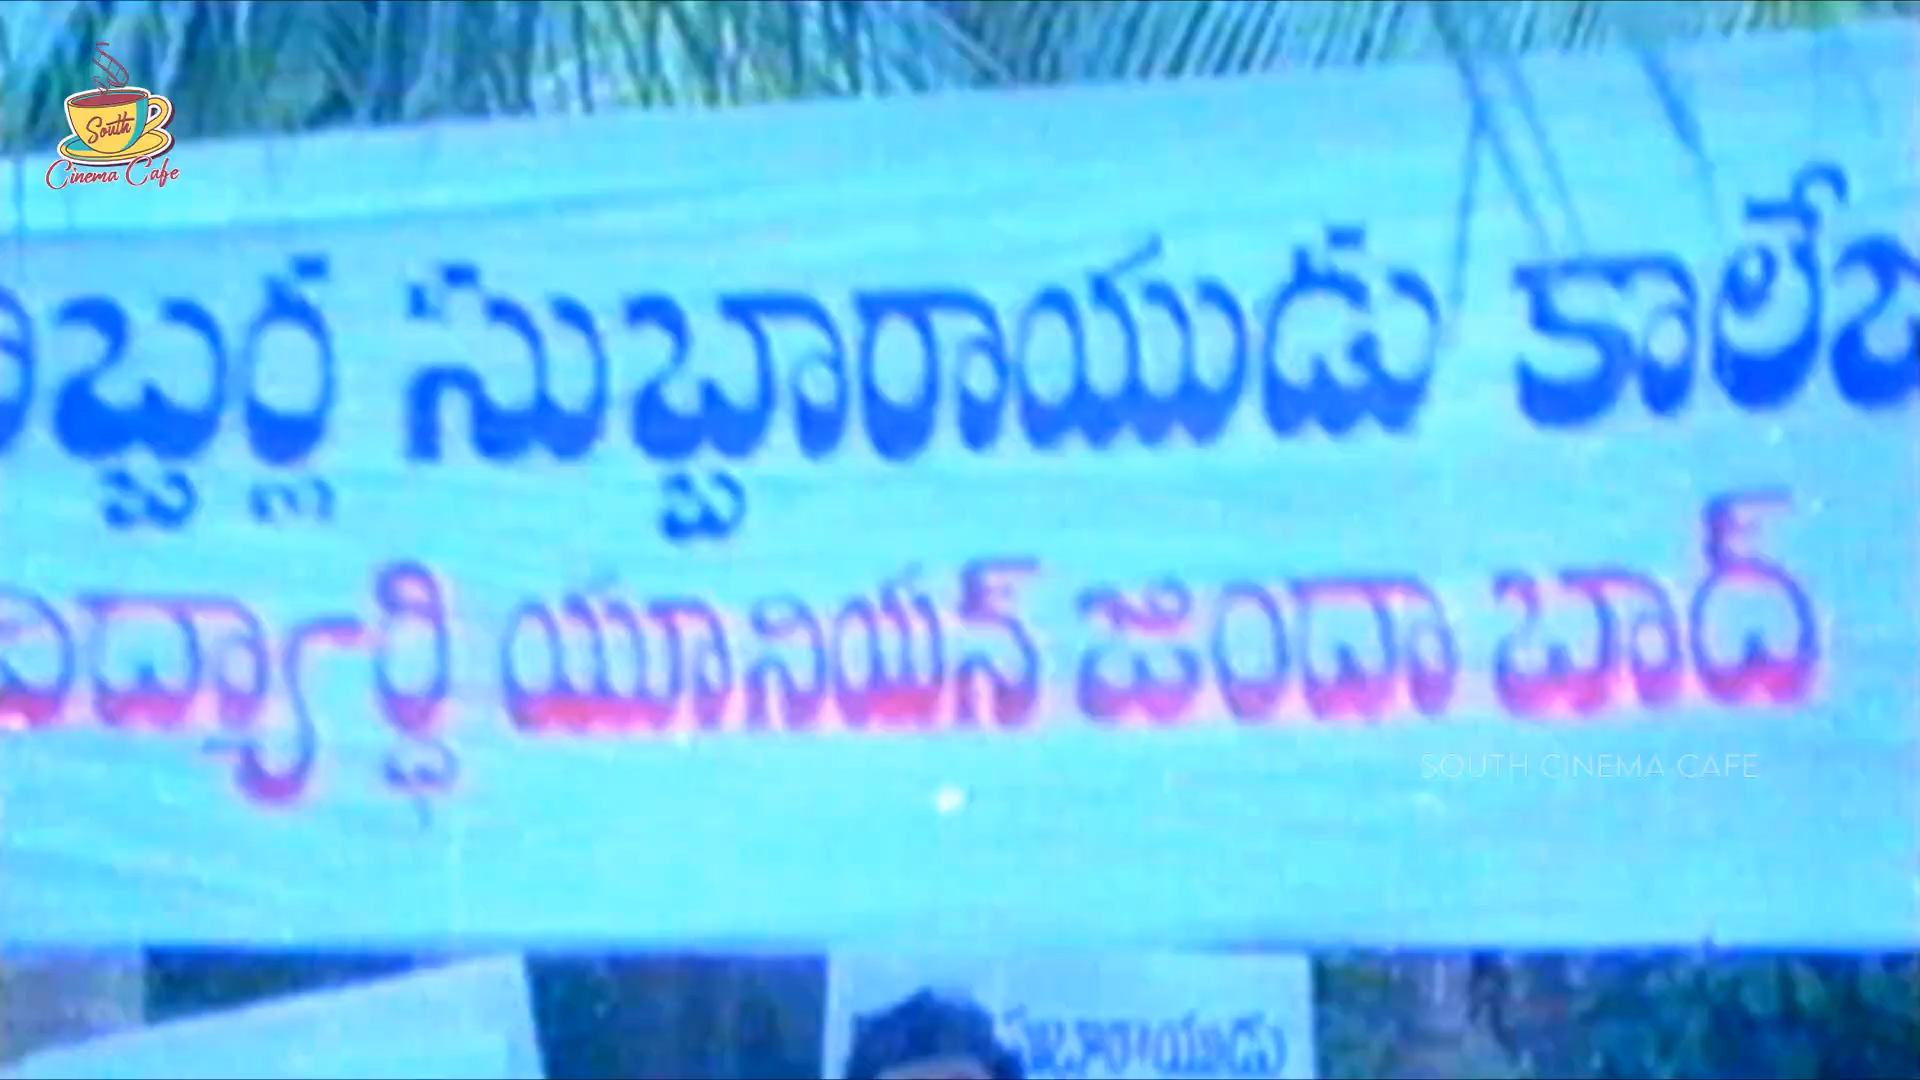 South
Cinema Cafe
సుబ్బారాయుడు కాలేజ
విద్యార్థి యూనియన్ జిందా బాద్
SOUTH CINEMA CAFE
సుబ్బారాయుడు